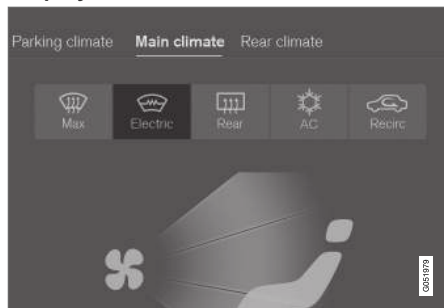 Parking climate Main climate Rear climate
Max Electric Rear AC Recirc
G051979